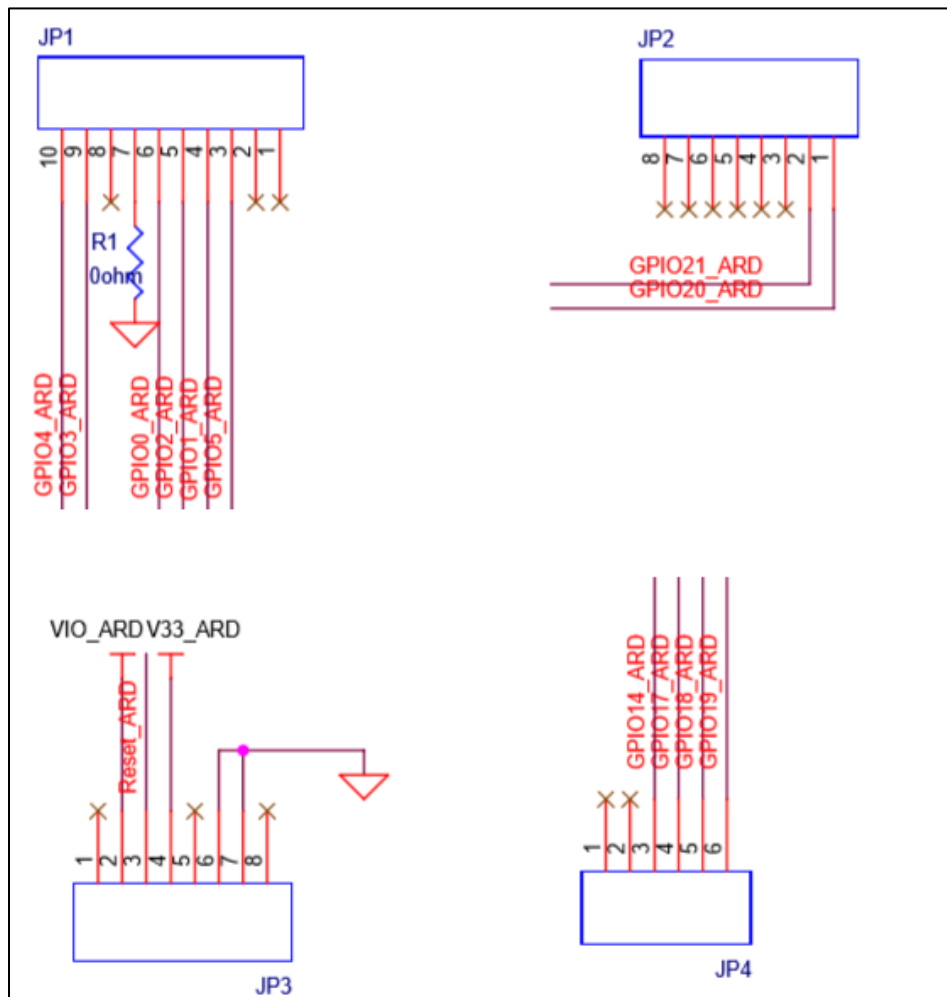 JP1
10
9
8
7
6
5
4
3
2
1
R1
0ohm
GPIO4_ARD
GPIO3_ARD
GPIO0_ARD
GPIO2_ARD
GPIO1_ARD
GPIO5_ARD
JP2
8
7
6
5
4
3
2
1
GPIO21_ARD
GPIO20_ARD
VIO_ARD V33_ARD
Reset_ARD
1
2
3
4
5
6
7
8
JP3
GPIO14_ARD
GPIO17_ARD
GPIO18_ARD
GPIO19_ARD
1
2
3
4
5
6
JP4